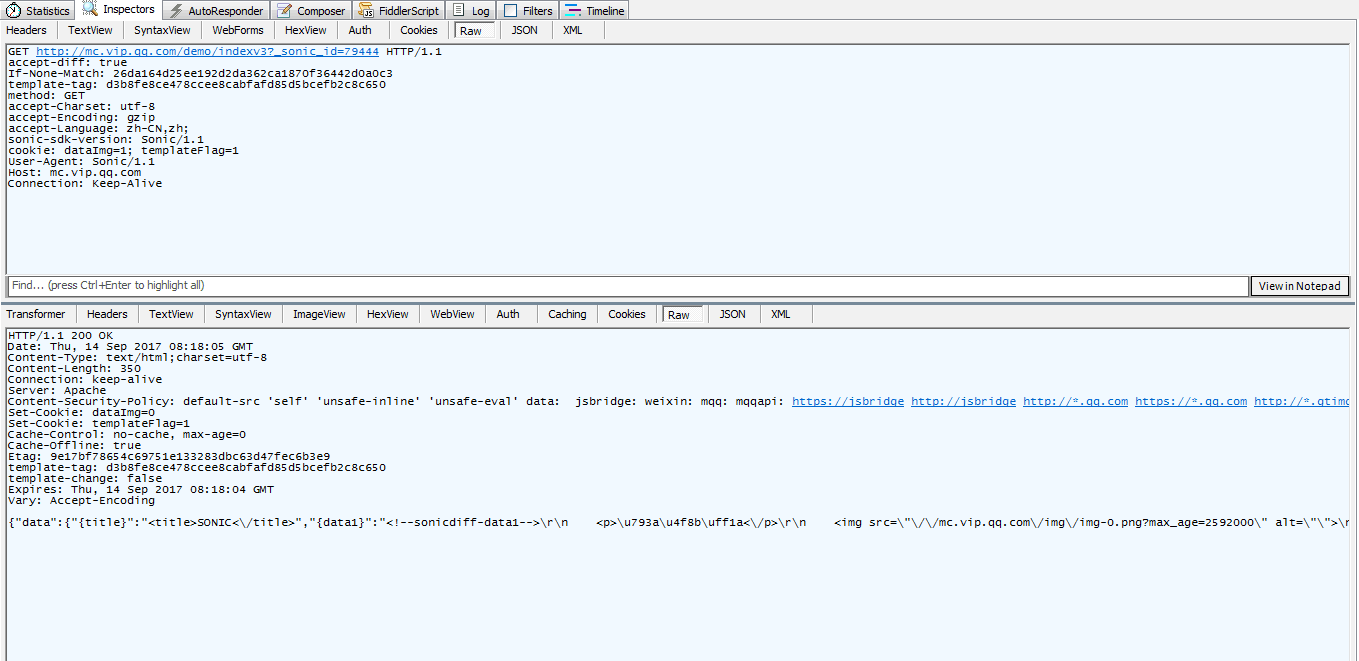 Statistics Inspectors AutoResponder Composer FiddlerScript Log Filters Timeline
Headers TextView SyntaxView WebForms HexView Auth Cookies Raw JSON XML
GET http://mc.vip.qq.com/demo/indexv3?_sonic_id=79444 HTTP/1.1
accept-diff: true
If-None-Match: 26da164d25ee192d2da362ca1870f36442d0a0c3
template-tag: d3b8fe8ce478ccee8cabfafd85d5bcefb2c8c650
method: GET
accept-Charset: utf-8
accept-Encoding: gzip
accept-Language: zh-CN,zh;
sonic-sdk-version: Sonic/1.1
cookie: dataImg=1; templateFlag=1
User-Agent: Sonic/1.1
Host: mc.vip.qq.com
Connection: Keep-Alive
Find... (press Ctrl+Enter to highlight all) View in Notepad
Transformer Headers TextView SyntaxView ImageView HexView WebView Auth Caching Cookies Raw JSON XML
HTTP/1.1 200 OK
Date: Thu, 14 Sep 2017 08:18:05 GMT
Content-Type: text/html;charset=utf-8
Content-Length: 350
Connection: keep-alive
Server: Apache
Content-Security-Policy: default-src 'self' 'unsafe-inline' 'unsafe-eval' data:  jsbridge: weixin: mqq: mqqapi: https://jsbridge http://jsbridge http://*.qq.com https://*.qq.com http://*.gtimg
Set-Cookie: dataImg=0
Set-Cookie: templateFlag=1
Cache-Control: no-cache, max-age=0
Cache-Offline: true
Etag: 9e17bf78654c69751e133283dbc63d47fec6b3e9
template-tag: d3b8fe8ce478ccee8cabfafd85d5bcefb2c8c650
template-change: false
Expires: Thu, 14 Sep 2017 08:18:04 GMT
Vary: Accept-Encoding
{"data":{"{title}":"<title>SONIC<\/title>","{data1}":"<!--sonicdiff-data1-->\r\n    <p>\u793a\u4f8b\uff1a<\/p>\r\n    <img src=\"\/\/mc.vip.qq.com\/img\/img-0.png?max_age=2592000\" alt=\"\">\r